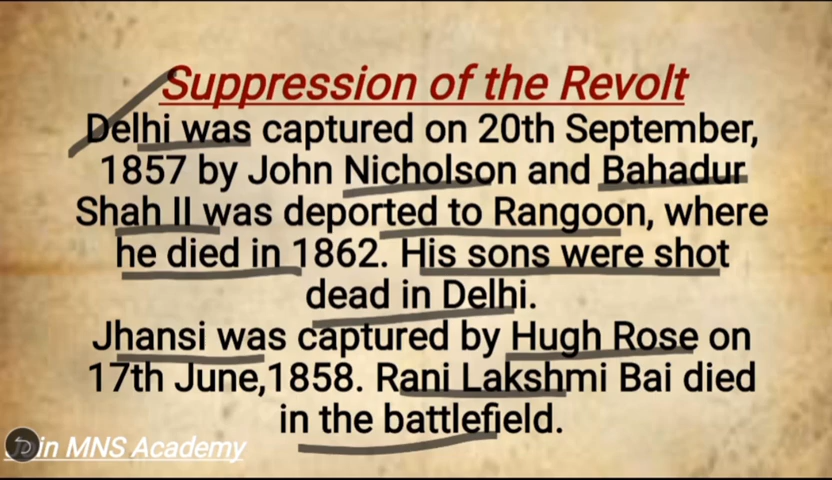 Suppression of the Revolt
Delhi was captured on 20th September,
1857 by John Nicholson and Bahadur
Shah II was deported to Rangoon, where
he died in 1862. His sons were shot
dead in Delhi.
Jhansi was captured by Hugh Rose on
17th June,1858. Rani Lakshmi Bai died
in the battlefield.
in MNS Academy